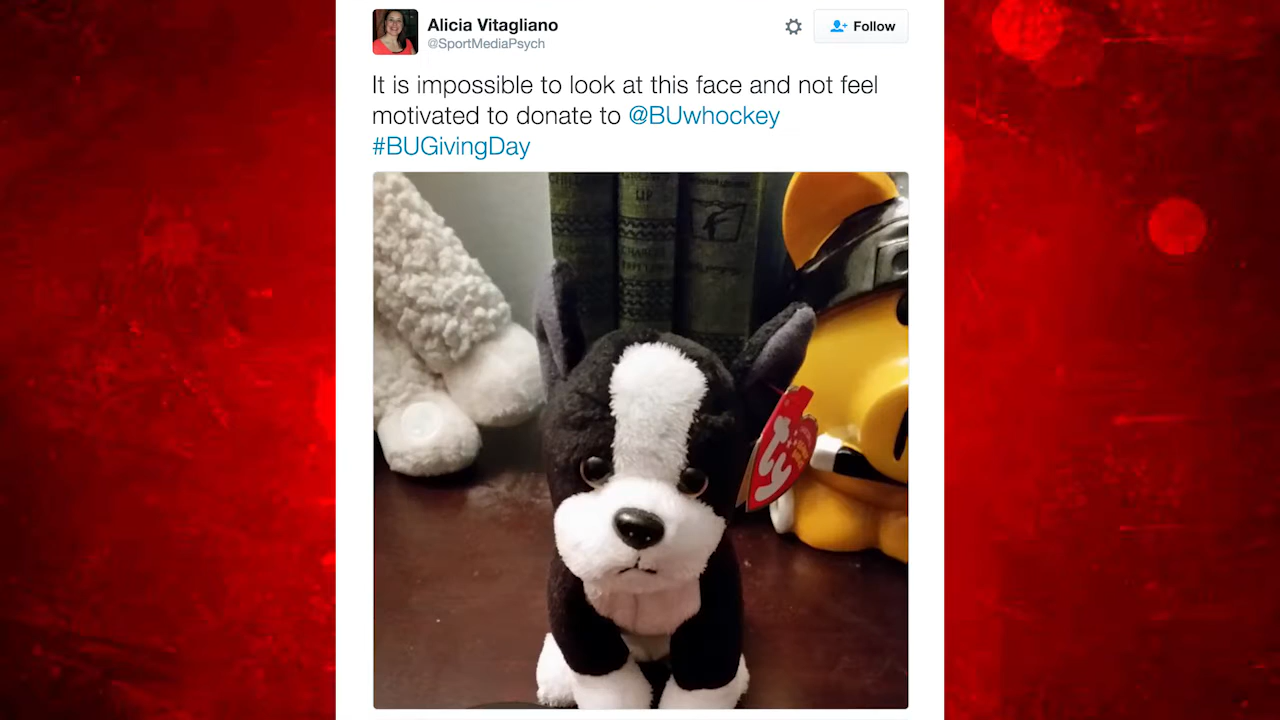 Alicia Vitagliano
@SportMediaPsych
Follow
It is impossible to look at this face and not feel
motivated to donate to @BUwhockey
#BUGivingDay
ty